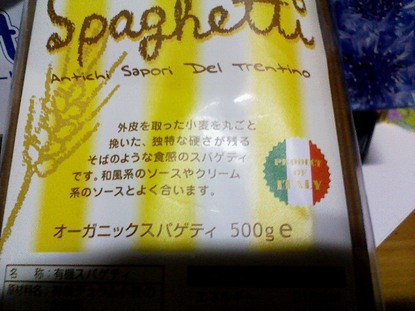 Spaghetti
Antichi Sapori Del Trentino
外皮を取った小麦を丸ごと
挽いた、独特な硬さが残る
そばのような食感のスパゲティ
です。和風系のソースやクリーム
系のソースとよく合います。
PRODUCT
OF
ITALY
オーガニックスパゲティ 500g e
名 称:有機スパゲティ